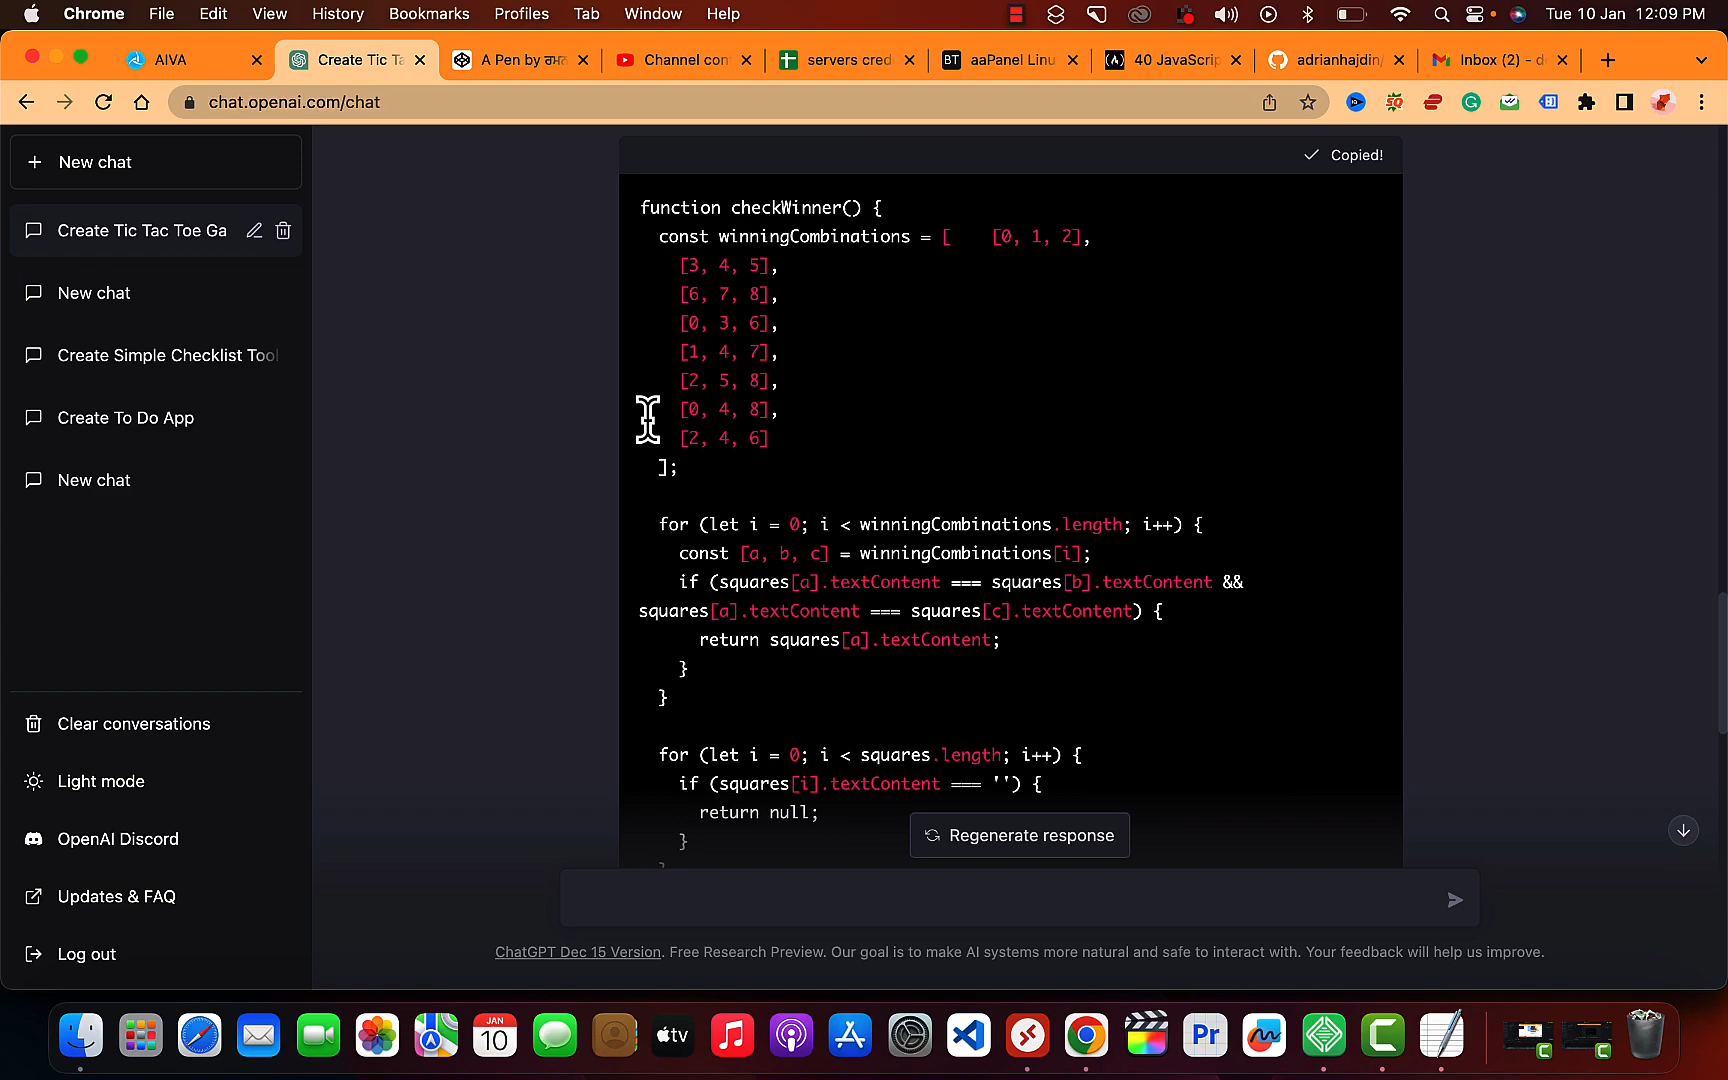 Chrome File Edit View History Bookmarks Profiles Tab Window Help Tue 10 Jan 12:09 PM
AIVA Create Tic Ta A Pen by Channel con servers cred BT aaPanel Linu (A) 40 JavaScrip adrianhajdin/ Inbox (2) - d
chat.openai.com/chat
New chat
Create Tic Tac Toe Ga
New chat
Create Simple Checklist Tool
Create To Do App
New chat
Clear conversations
Light mode
OpenAI Discord
Updates & FAQ
Log out
Copied!
function checkWinner() {
const winningCombinations = [ [0, 1, 2],
[3, 4, 5],
[6, 7, 8],
[0, 3, 6],
[1, 4, 7],
[2, 5, 8],
[0, 4, 8],
[2, 4, 6]
];
for (let i = 0; i < winningCombinations.length; i++) {
const [a, b, c] = winningCombinations[i];
if (squares[a].textContent === squares[b].textContent &&
squares[a].textContent === squares[c].textContent) {
return squares[a].textContent;
}
}
for (let i = 0; i < squares.length; i++) {
if (squares[i].textContent === '') {
return null;
}
Regenerate response
ChatGPT Dec 15 Version. Free Research Preview. Our goal is to make AI systems more natural and safe to interact with. Your feedback will help us improve.
JAN
10
tv
Pr